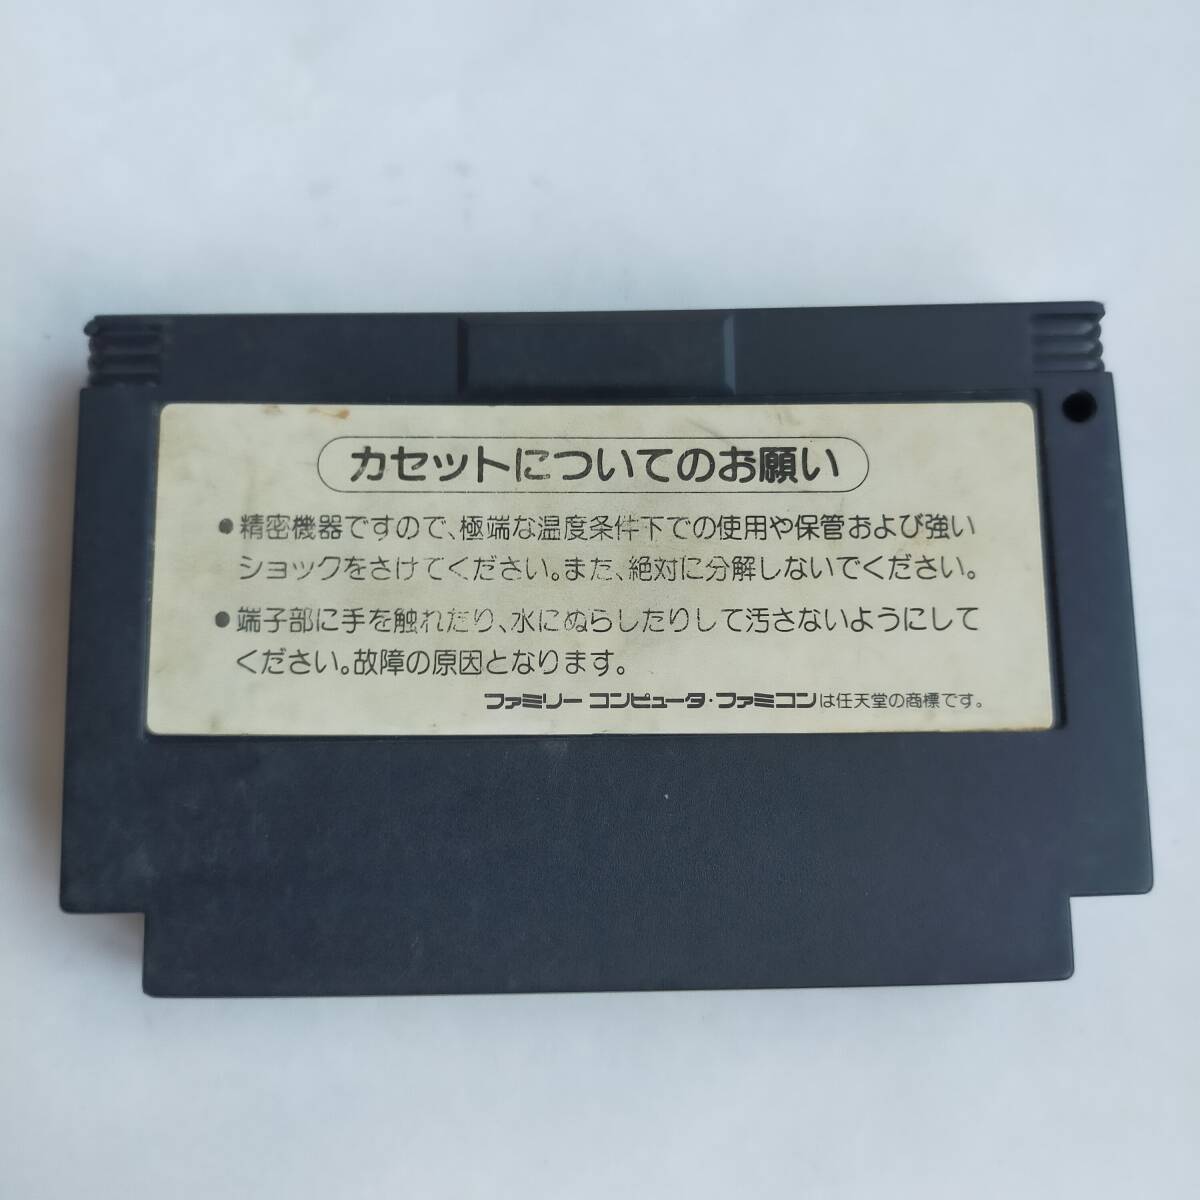 カセットについてのお願い
●精密機器ですので、極端な温度条件下での使用や保管および強い
ショックをさけてください。また、絶対に分解しないでください。
●端子部に手を触れたり、水にぬらしたりして汚さないようにして
ください。故障の原因となります。
ファミリー コンピュータ・ファミコンは任天堂の商標です。